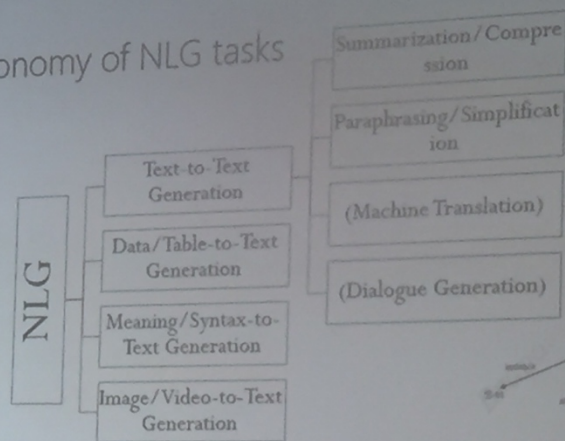 onomy of NLG tasks
NLG
Text-to-Text
Generation
Data/Table-to-Text
Generation
Meaning/Syntax-to-
Text Generation
Image/Video-to-Text
Generation
Summarization/Compre
ssion
Paraphrasing/Simplificat
ion
(Machine Translation)
(Dialogue Generation)